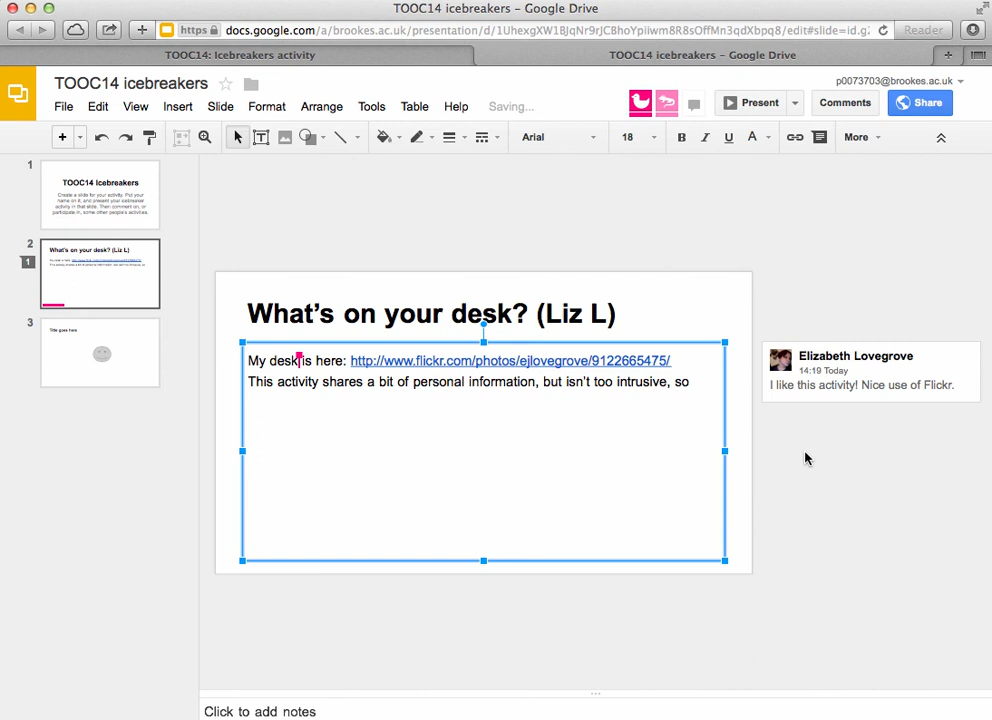 TOOC14 icebreakers – Google Drive
https docs.google.com/a/brookes.ac.uk/presentation/d/1UhexgXW1BJqNr9rJCBhoYpiiwm8R8sOffMn3qdXbpq8/edit#slide=id.g2 Reader
TOOC14: Icebreakers activity TOOC14 icebreakers – Google Drive
TOOC14 icebreakers
p0073703@brookes.ac.uk
File Edit View Insert Slide Format Arrange Tools Table Help Saving...
Present Comments Share
Arial 18 B I U A More
1
TOOC14 Icebreakers
Create a slide for your activity. Put your
name on it, and present your icebreaker
activity in that slide. Then comment on, or
participate in, some other people's activities.
2
1
What's on your desk? (Liz L)
3
Title goes here
What's on your desk? (Liz L)
My desk is here: http://www.flickr.com/photos/ejlovegrove/9122665475/
This activity shares a bit of personal information, but isn't too intrusive, so
Elizabeth Lovegrove
14:19 Today
I like this activity! Nice use of Flickr.
Click to add notes